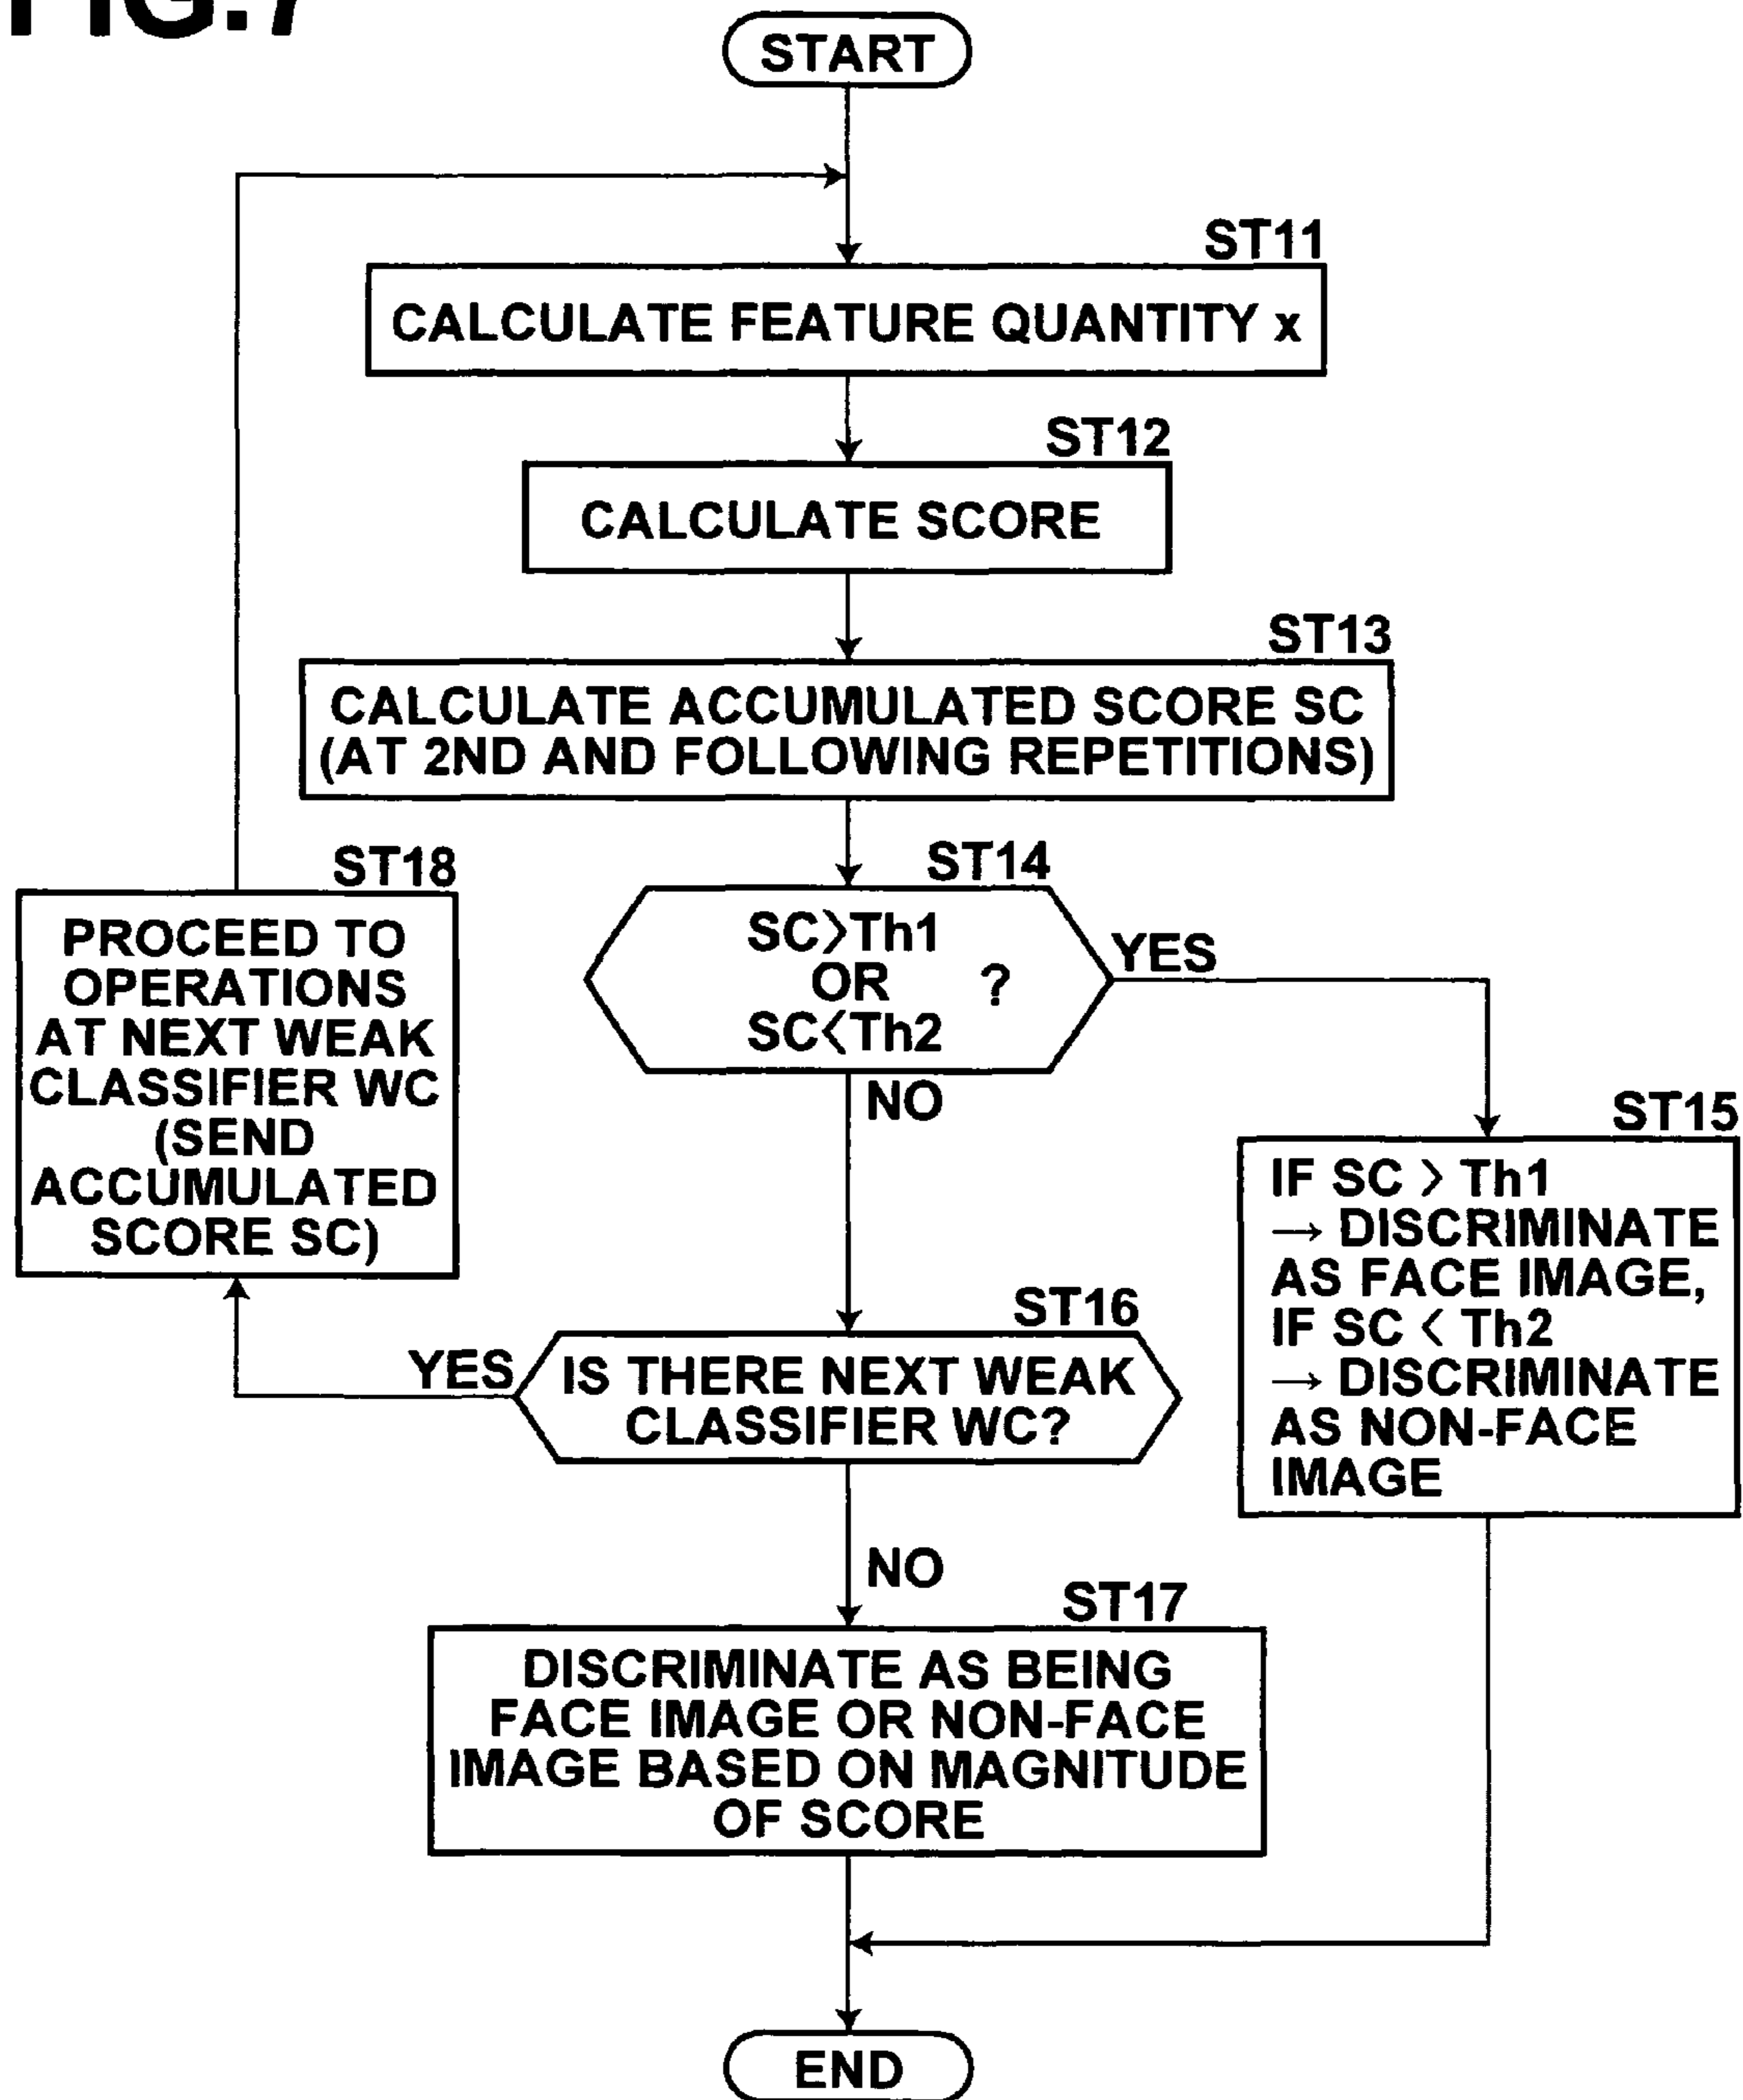 FIG.7
START
ST11
CALCULATE FEATURE QUANTITY x
ST12
CALCULATE SCORE
ST13
CALCULATE ACCUMULATED SCORE SC
(AT 2ND AND FOLLOWING REPETITIONS)
ST14
SC>Th1
OR ?
SC<Th2
YES
NO
ST15
IF SC > Th1
→ DISCRIMINATE
AS FACE IMAGE,
IF SC < Th2
→ DISCRIMINATE
AS NON-FACE
IMAGE
ST18
PROCEED TO
OPERATIONS
AT NEXT WEAK
CLASSIFIER WC
(SEND
ACCUMULATED
SCORE SC)
ST16
YES
IS THERE NEXT WEAK
CLASSIFIER WC?
NO
ST17
DISCRIMINATE AS BEING
FACE IMAGE OR NON-FACE
IMAGE BASED ON MAGNITUDE
OF SCORE
END